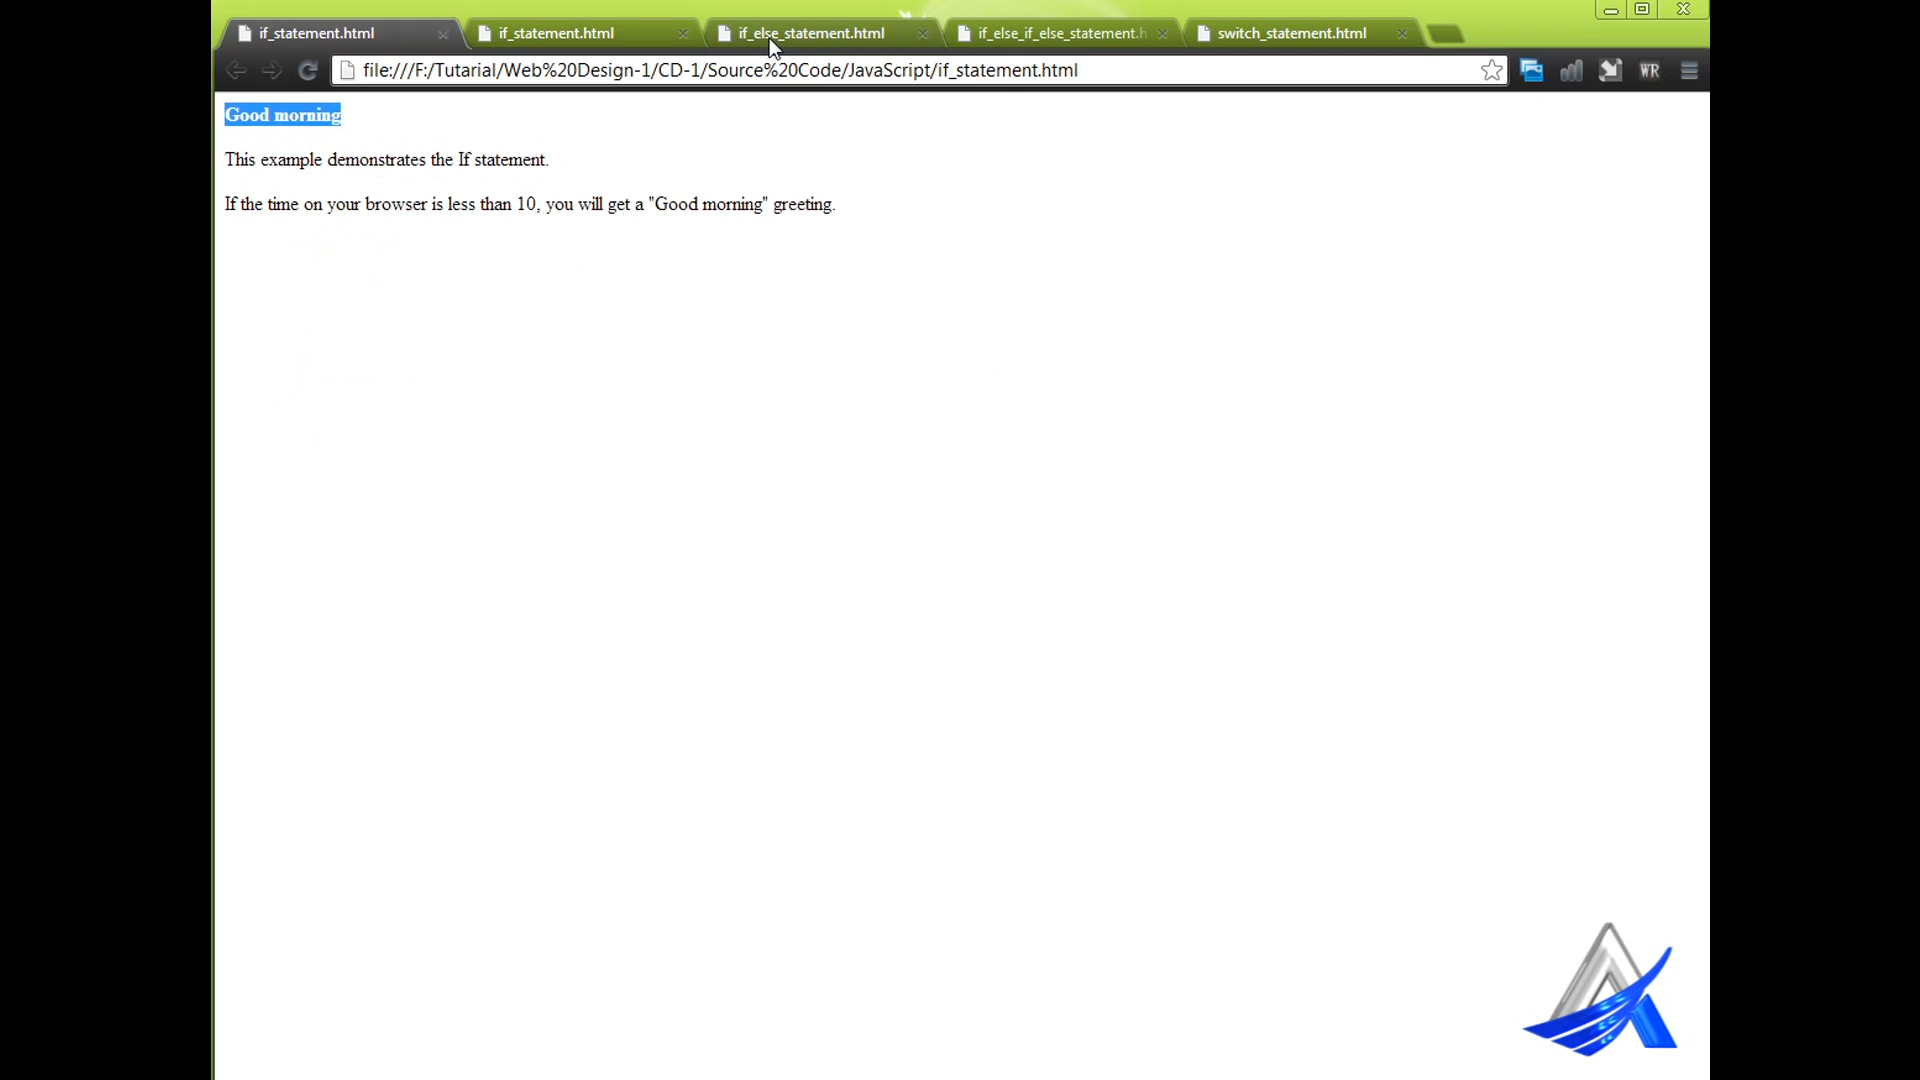 if_statement.html
if_statement.html
if_else_statement.html
if_else_if_else_statement.h
switch_statement.html
file:///F:/Tutarial/Web%20Design-1/CD-1/Source%20Code/JavaScript/if_statement.html
WR
Good morning
This example demonstrates the If statement.
If the time on your browser is less than 10, you will get a "Good morning" greeting.